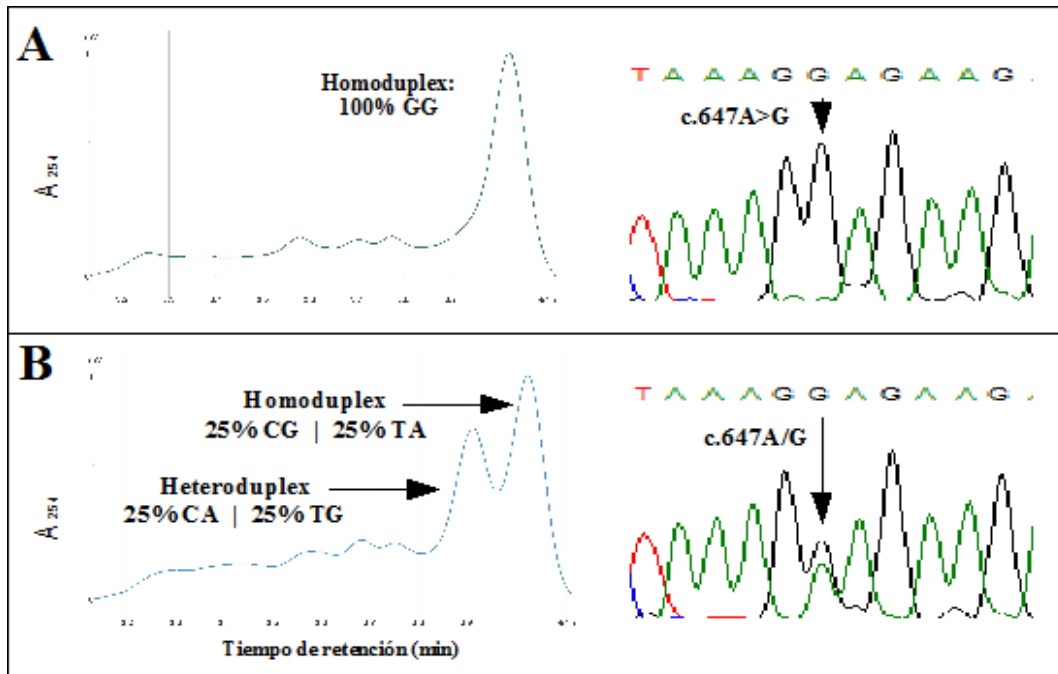 A
Homoduplex:
100% GG
A 254
T A A A G G A G A A G
c.647A>G
B
Homoduplex
25% CG | 25% TA
Heteroduplex
25% CA | 25% TG
A 254
Tiempo de retención (min)
T A A A G G A G A A G
c.647A/G